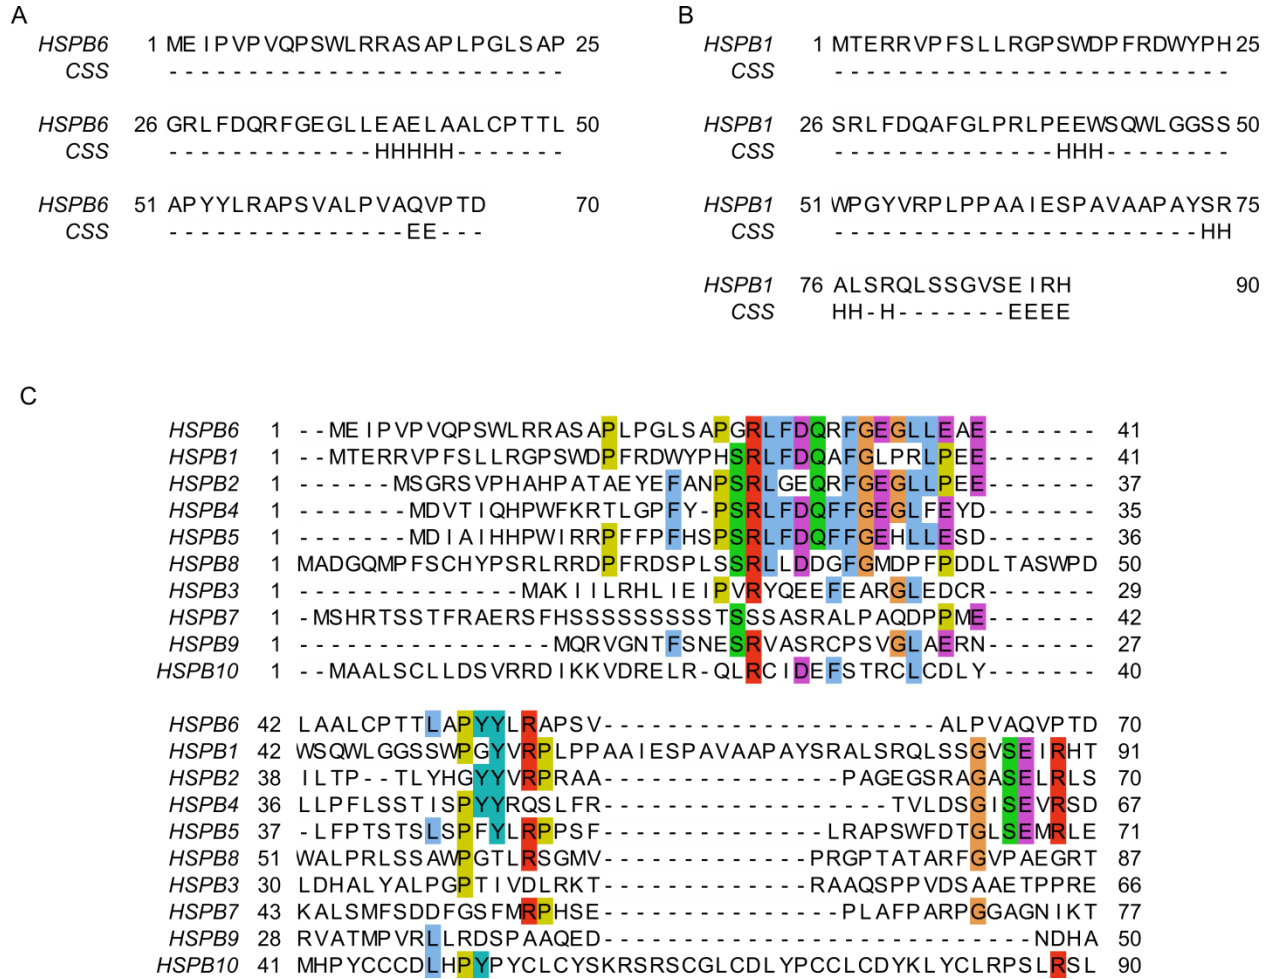 A
HSPB6 1 MEIPVPVQPSWLRRASAPLPGLSAP 25
CSS -------------------------
HSPB6 26 GRLFDQRFGEGLLEAELAALCPTTL 50
CSS -------------HHHHH-------
HSPB6 51 APYYLRAPSVALPVAQVPTD 70
CSS ---------------EE---
B
HSPB1 1 MTERRVPFSLLRGPSWDPFRDWYPH 25
CSS -------------------------
HSPB1 26 SRLFDQAFGLPRLPEEWSQWLGGSS 50
CSS --------------HHH--------
HSPB1 51 WPGYVRPLPPAAIESPAVAAPAYSR 75
CSS -----------------------HH
HSPB1 76 ALSRQLSSGVSEIRH 90
CSS HH-H-------EEEE
C
HSPB6 1 --MEIPVPVQPSWLRRASAPLPGLSAPGRLFDQRFGEGLLEAE------- 41
HSPB1 1 --MTERRVPFSLLRGPSWDPFRDWYPHSRLFDQAFGLPRLPEE------- 41
HSPB2 1 ------MSGRSVPHAHPATAEYEFANPSRLGEQRFGEGLLPEE------- 37
HSPB4 1 -------MDVTIQHPWFKRTLGPFY-PSRLFDQFFGEGLFEYD------- 35
HSPB5 1 -------MDIAIHHPWIRRPFFPFHSPSRLFDQFFGEHLLESD------- 36
HSPB8 1 MADGQMPFSCHYPSRLRRDPFRDSPLSSRLLDDGFGMDPFPDDLTASWPD 50
HSPB3 1 --------------MAKIILRHLIEIPVRYQEEFEARGLEDCR------- 29
HSPB7 1 -MSHRTSSTFRAERSFHSSSSSSSSSTSSSASRALPAQDPPME------- 42
HSPB9 1 ----------------MQRVGNTFSNESRVASRCPSVGLAERN------- 27
HSPB10 1 --MAALSCLLDSVRRDIKKVDRELR-QLRCIDEFSTRCLCDLY------- 40
HSPB6 42 LAALCPTTLAPYYLRAPSV---------------------ALPVAQVPTD 70
HSPB1 42 WSQWLGGSSWPGYVRPLPPAAIESPAVAAPAYSRALSRQLSSGVSEIRHT 91
HSPB2 38 ILTP--TLYHGYYVRPRAA---------------PAGEGSRAGASELRLS 70
HSPB4 36 LLPFLSSTISPYYRQSLFR------------------TVLDSGISEVRSD 67
HSPB5 37 -LFPTSTSLSPFYLRPPSF--------------LRAPSWFDTGLSEMRLE 71
HSPB8 51 WALPRLSSAWPGTLRSGMV-------------PRGPTATARFGVPAEGRT 87
HSPB3 30 LDHALYALPGPTIVDLRKT-------------RAAQSPPVDSAAETPPRE 66
HSPB7 43 KALSMFSDDFGSFMRPHSE---------------PLAFPARPGGAGNIKT 77
HSPB9 28 RVATMPVRLLRDSPAAQED---------------------------NDHA 50
HSPB10 41 MHPYCCCDLHPYPYCLCYSKRSRSCGLCDLYPCCLCDYKLYCLRPSLRSL 90